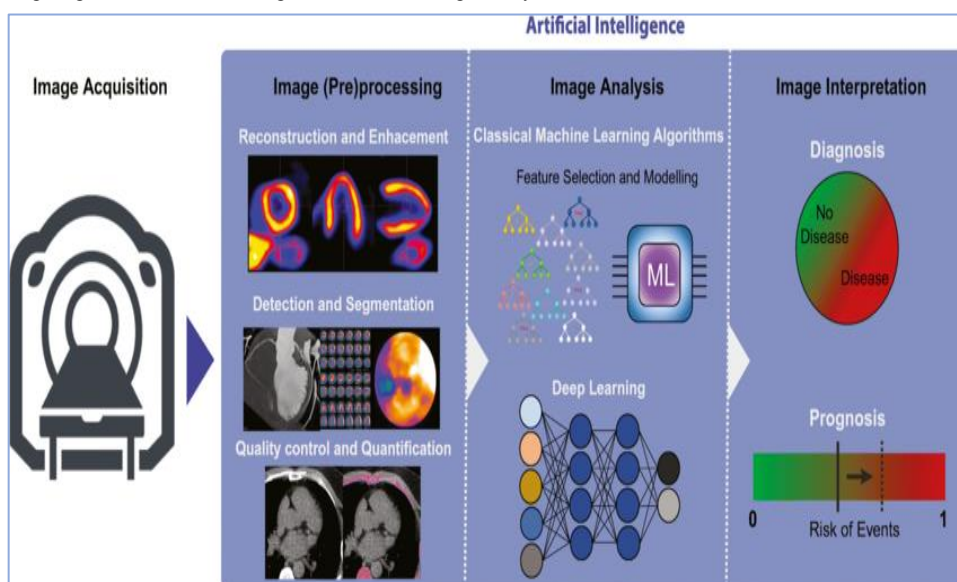 Artificial Intelligence
Image Acquisition
Image (Pre)processing
Reconstruction and Enhacement
Detection and Segmentation
Quality control and Quantification
Image Analysis
Classical Machine Learning Algorithms
Feature Selection and Modelling
ML
Deep Learning
Image Interpretation
Diagnosis
No
Disease
Disease
Prognosis
0
1
Risk of Events